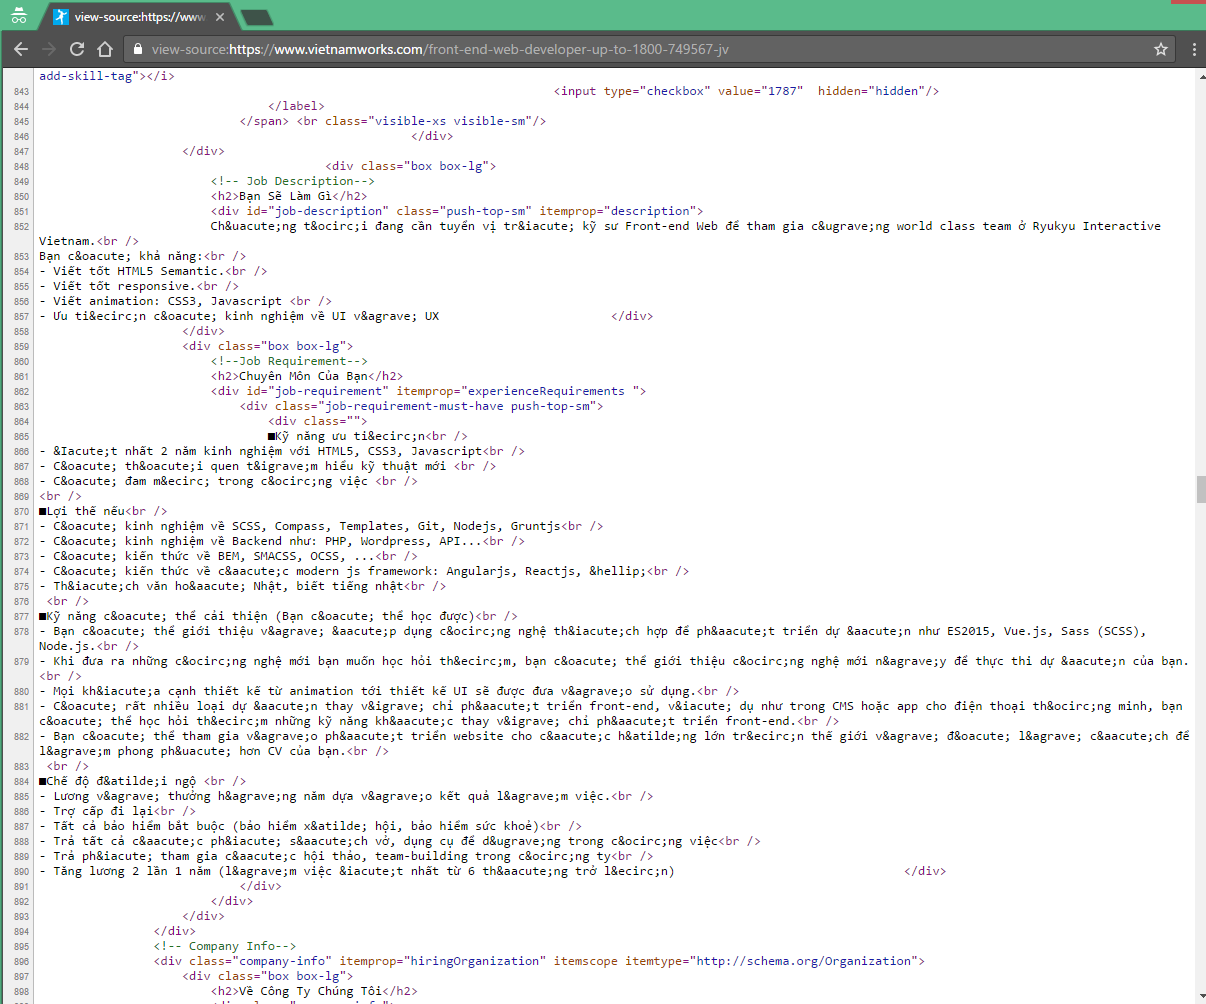 view-source:https://www.
view-source:https://www.vietnamworks.com/front-end-web-developer-up-to-1800-749567-jv
add-skill-tag"></i>
843 <input type="checkbox" value="1787"  hidden="hidden"/>
844 </label>
845 </span> <br class="visible-xs visible-sm"/>
846 </div>
847 </div>
848 <div class="box box-lg">
849 <!-- Job Description-->
850 <h2>Bạn Sẽ Làm Gì</h2>
851 <div id="job-description" class="push-top-sm" itemprop="description">
852 Ch&uacute;ng t&ocirc;i đang cần tuyển vị tr&iacute; kỹ sư Front-end Web để tham gia c&ugrave;ng world class team ở Ryukyu Interactive
Vietnam.<br />
853 Bạn c&oacute; khả năng:<br />
854 - Viết tốt HTML5 Semantic.<br />
855 - Viết tốt responsive.<br />
856 - Viết animation: CSS3, Javascript <br />
857 - Ưu ti&ecirc;n c&oacute; kinh nghiệm về UI v&agrave; UX </div>
858 </div>
859 <div class="box box-lg">
860 <!--Job Requirement-->
861 <h2>Chuyên Môn Của Bạn</h2>
862 <div id="job-requirement" itemprop="experienceRequirements ">
863 <div class="job-requirement-must-have push-top-sm">
864 <div class="">
865 ■Kỹ năng ưu ti&ecirc;n<br />
866 - &Iacute;t nhất 2 năm kinh nghiệm với HTML5, CSS3, Javascript<br />
867 - C&oacute; th&oacute;i quen t&igrave;m hiểu kỹ thuật mới <br />
868 - C&oacute; đam m&ecirc; trong c&ocirc;ng việc <br />
869 <br />
870 ■Lợi thế nếu<br />
871 - C&oacute; kinh nghiệm về SCSS, Compass, Templates, Git, Nodejs, Gruntjs<br />
872 - C&oacute; kinh nghiệm về Backend như: PHP, Wordpress, API...<br />
873 - C&oacute; kiến thức về BEM, SMACSS, OCSS, ...<br />
874 - C&oacute; kiến thức về c&aacute;c modern js framework: Angularjs, Reactjs, &hellip;<br />
875 - Th&iacute;ch văn ho&aacute; Nhật, biết tiếng nhật<br />
876 <br />
877 ■Kỹ năng c&oacute; thể cải thiện (Bạn c&oacute; thể học được)<br />
878 - Bạn c&oacute; thể giới thiệu v&agrave; &aacute;p dụng c&ocirc;ng nghệ th&iacute;ch hợp để ph&aacute;t triển dự &aacute;n như ES2015, Vue.js, Sass (SCSS),
Node.js.<br />
879 - Khi đưa ra những c&ocirc;ng nghệ mới bạn muốn học hỏi th&ecirc;m, bạn c&oacute; thể giới thiệu c&ocirc;ng nghệ mới n&agrave;y để thực thi dự &aacute;n của bạn.
<br />
880 - Mọi kh&iacute;a cạnh thiết kế từ animation tới thiết kế UI sẽ được đưa v&agrave;o sử dụng.<br />
881 - C&oacute; rất nhiều loại dự &aacute;n thay v&igrave; chỉ ph&aacute;t triển front-end, v&iacute; dụ như trong CMS hoặc app cho điện thoại th&ocirc;ng minh, bạn
c&oacute; thể học hỏi th&ecirc;m những kỹ năng kh&aacute;c thay v&igrave; chỉ ph&aacute;t triển front-end.<br />
882 - Bạn c&oacute; thể tham gia v&agrave;o ph&aacute;t triển website cho c&aacute;c h&atilde;ng lớn tr&ecirc;n thế giới v&agrave; đ&oacute; l&agrave; c&aacute;ch để
l&agrave;m phong ph&uacute; hơn CV của bạn.<br />
883 <br />
884 ■Chế độ đ&atilde;i ngộ <br />
885 - Lương v&agrave; thưởng h&agrave;ng năm dựa v&agrave;o kết quả l&agrave;m việc.<br />
886 - Trợ cấp đi lại<br />
887 - Tất cả bảo hiểm bắt buộc (bảo hiểm x&atilde; hội, bảo hiểm sức khoẻ)<br />
888 - Trả tất cả c&aacute;c ph&iacute; s&aacute;ch vở, dụng cụ để d&ugrave;ng trong c&ocirc;ng việc<br />
889 - Trả ph&iacute; tham gia c&aacute;c hội thảo, team-building trong c&ocirc;ng ty<br />
890 - Tăng lương 2 lần 1 năm (l&agrave;m việc &iacute;t nhất từ 6 th&aacute;ng trở l&ecirc;n) </div>
891 </div>
892 </div>
893 </div>
894 </div>
895 <!-- Company Info-->
896 <div class="company-info" itemprop="hiringOrganization" itemscope itemtype="http://schema.org/Organization">
897 <div class="box box-lg">
898 <h2>Về Công Ty Chúng Tôi</h2>